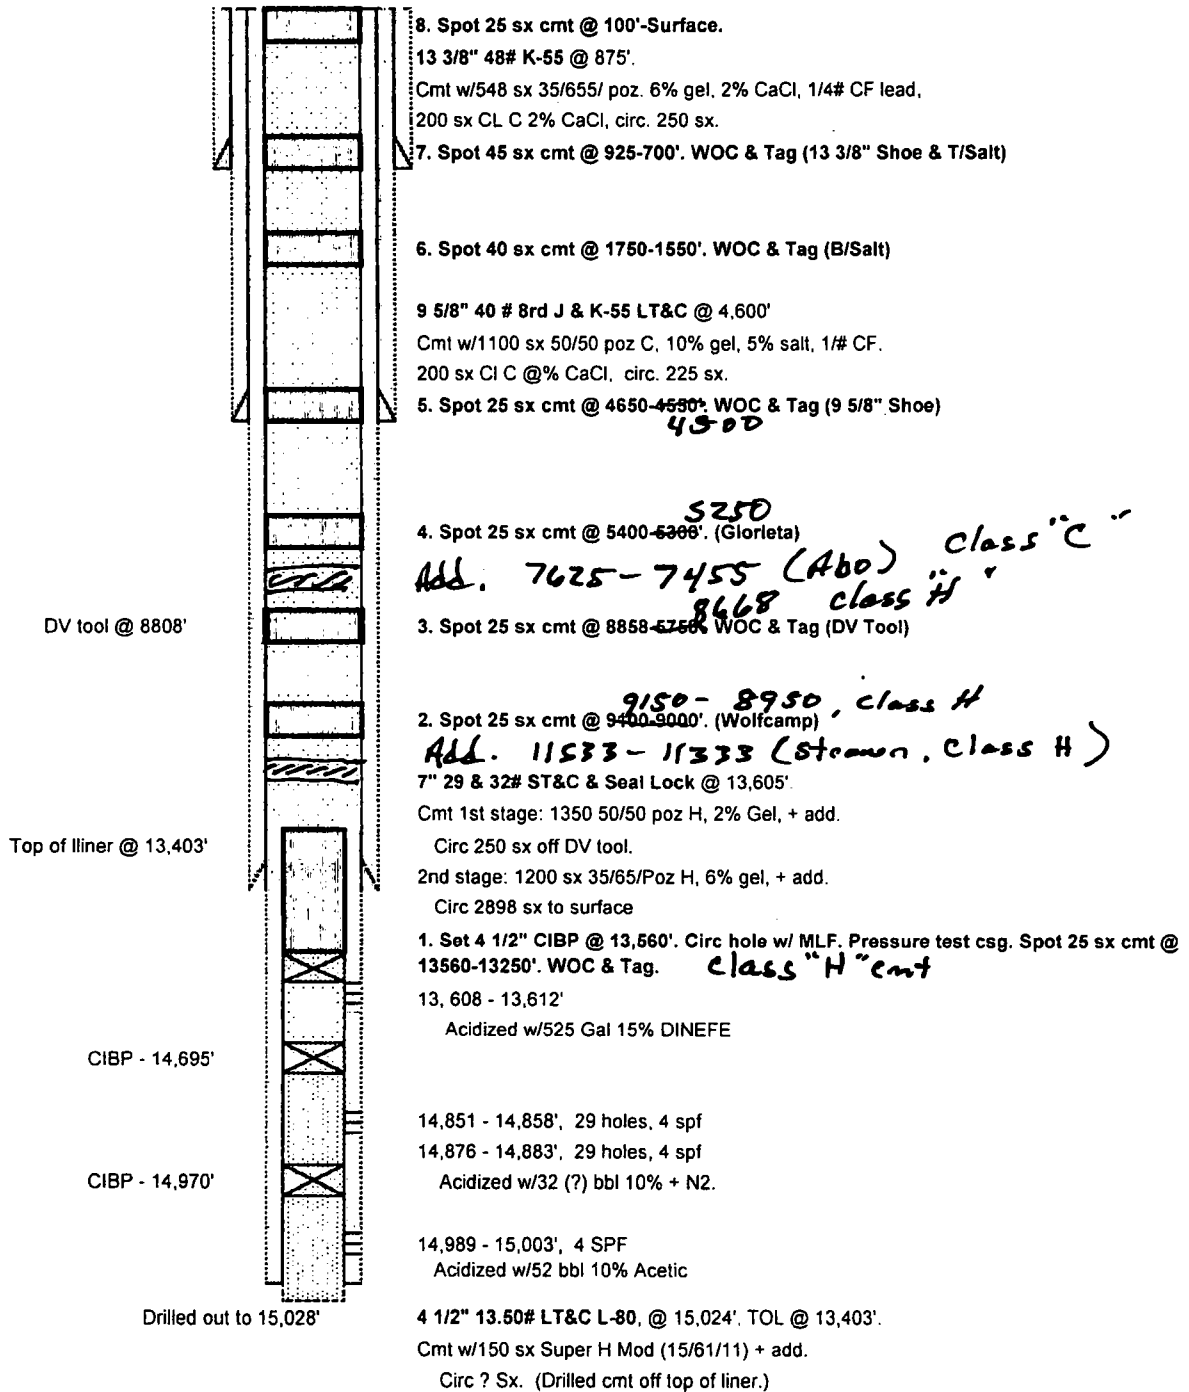 8. Spot 25 sx cmt @ 100'-Surface.
13 3/8" 48# K-55 @ 875'.
Cmt w/548 sx 35/655/ poz. 6% gel, 2% CaCl, 1/4# CF lead,
200 sx CL C 2% CaCl, circ. 250 sx.
7. Spot 45 sx cmt @ 925-700'. WOC & Tag (13 3/8" Shoe & T/Salt)
6. Spot 40 sx cmt @ 1750-1550'. WOC & Tag (B/Salt)
9 5/8" 40 # 8rd J & K-55 LT&C @ 4,600'
Cmt w/1100 sx 50/50 poz C, 10% gel, 5% salt, 1/# CF.
200 sx Cl C @% CaCl, circ. 225 sx.
5. Spot 25 sx cmt @ 4650-4550'. WOC & Tag (9 5/8" Shoe)
4500
5250
4. Spot 25 sx cmt @ 5400-5300'. (Glorieta) Class "C"
Add. 7625-7455 (Abo)
8668 class "H"
DV tool @ 8808'
3. Spot 25 sx cmt @ 8858-5750'. WOC & Tag (DV Tool)
9150- 8950, class H
2. Spot 25 sx cmt @ 9100-9000'. (Wolfcamp)
Add. 11533-11333 (Strawn, Class H)
7" 29 & 32# ST&C & Seal Lock @ 13,605'.
Cmt 1st stage: 1350 50/50 poz H, 2% Gel, + add.
Top of lliner @ 13,403'
Circ 250 sx off DV tool.
2nd stage: 1200 sx 35/65/Poz H, 6% gel, + add.
Circ 2898 sx to surface
1. Set 4 1/2" CIBP @ 13,560'. Circ hole w/ MLF. Pressure test csg. Spot 25 sx cmt @
13560-13250'. WOC & Tag. Class "H" cmt
13, 608 - 13,612'
Acidized w/525 Gal 15% DINEFE
CIBP - 14,695'
14,851 - 14,858', 29 holes, 4 spf
14,876 - 14,883', 29 holes, 4 spf
CIBP - 14,970'
Acidized w/32 (?) bbl 10% + N2.
14,989 - 15,003', 4 SPF
Acidized w/52 bbl 10% Acetic
Drilled out to 15,028'
4 1/2" 13.50# LT&C L-80, @ 15,024', TOL @ 13,403'.
Cmt w/150 sx Super H Mod (15/61/11) + add.
Circ ? Sx. (Drilled cmt off top of liner.)